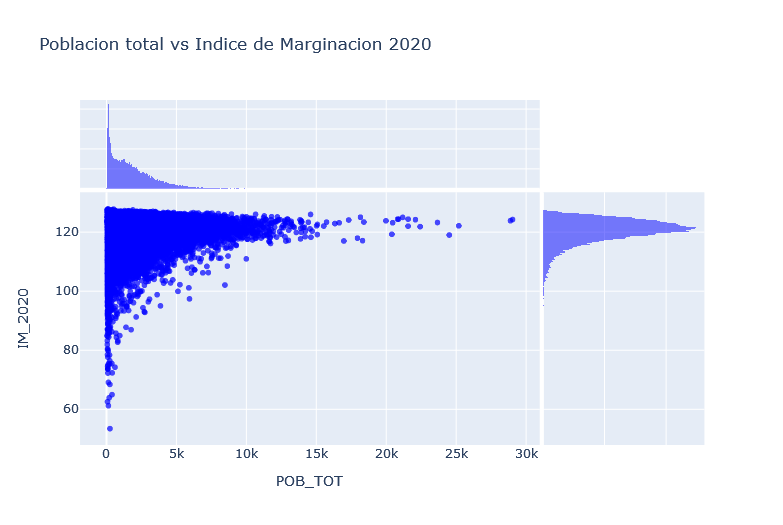 Poblacion total vs Indice de Marginacion 2020
120
100
80
60
IM_2020
0 5k 10k 15k 20k 25k 30k
POB_TOT